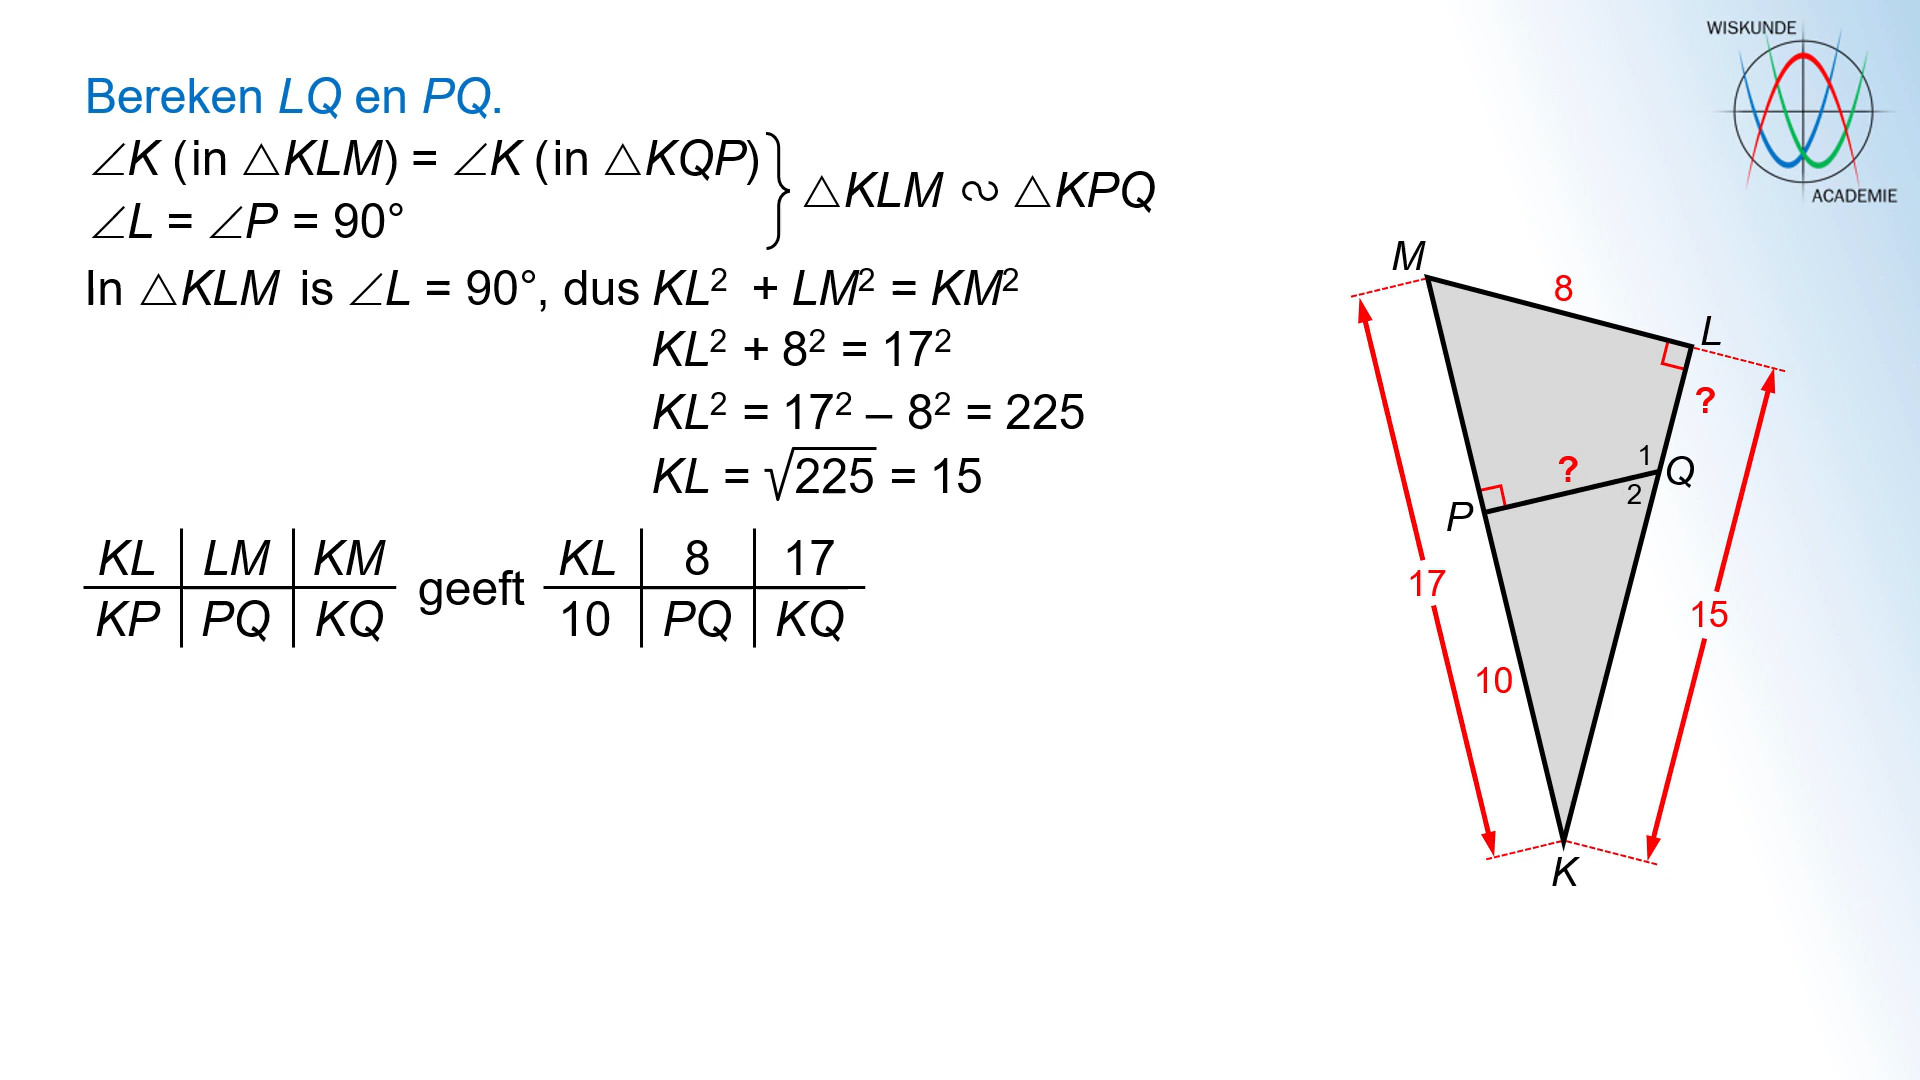 WISKUNDE
ACADEMIE
Bereken LQ en PQ.
∠K (in △KLM) = ∠K (in △KQP)
∠L = ∠P = 90°
△KLM ∾ △KPQ
In △KLM is ∠L = 90°, dus KL² + LM² = KM²
KL² + 8² = 17²
KL² = 17² – 8² = 225
KL = √225 = 15
KL | LM | KM
KP | PQ | KQ
geeft
KL | 8 | 17
10 | PQ | KQ
M
8
L
?
1
Q
?
2
P
17
15
10
K